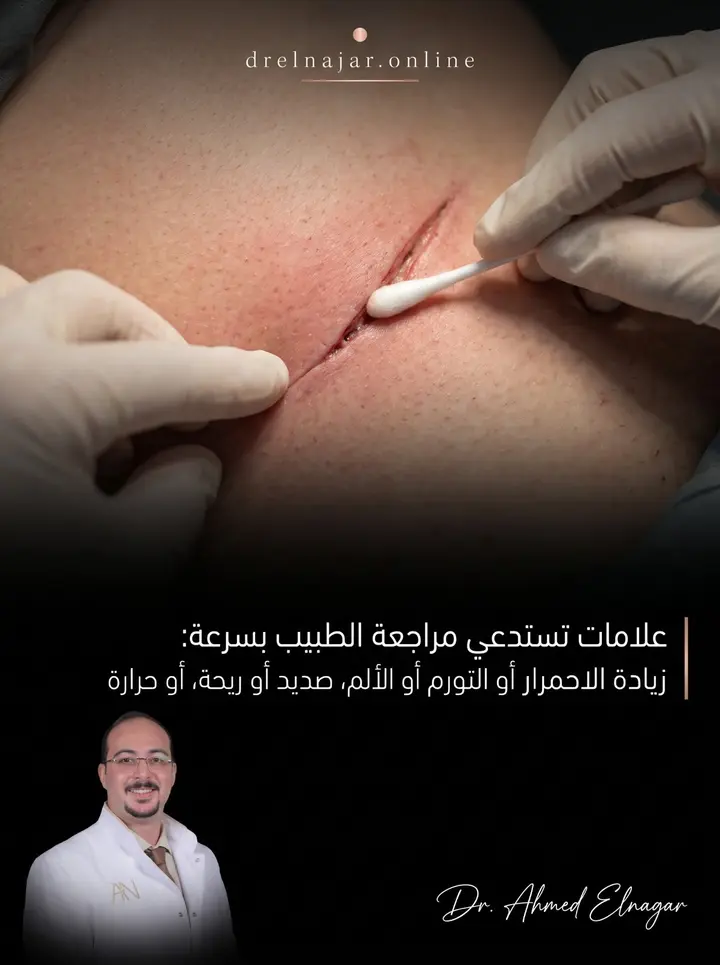 drelnajar.online
علامات تستدعي مراجعة الطبيب بسرعة:
زيادة الاحمرار أو التورم أو الألم، صديد أو ريحة، أو حرارة
AN
Dr. Ahmed Elnagar